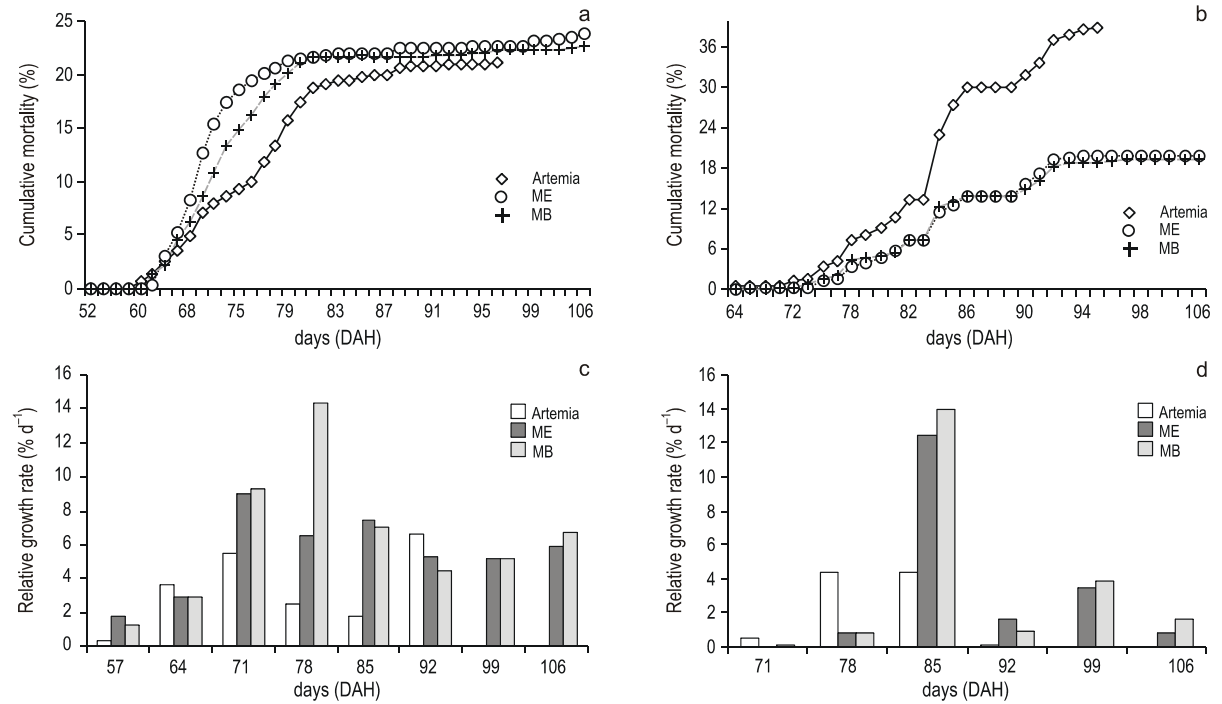 a
25
20
15
10
5
0
Cumulative mortality (%)
Artemia
ME
MB
52 60 68 75 79 83 87 91 95 106
days (DAH)
b
36
30
24
18
12
6
0
Cumulative mortality (%)
Artemia
ME
MB
64 72 78 82 86 90 94 98 106
days (DAH)
c
16
14
12
10
8
6
4
2
0
Relative growth rate (% d⁻¹)
Artemia
ME
MB
57 64 71 78 85 92 99 106
days (DAH)
d
16
14
12
10
8
6
4
2
0
Relative growth rate (% d⁻¹)
Artemia
ME
MB
71 78 85 92 99 106
days (DAH)